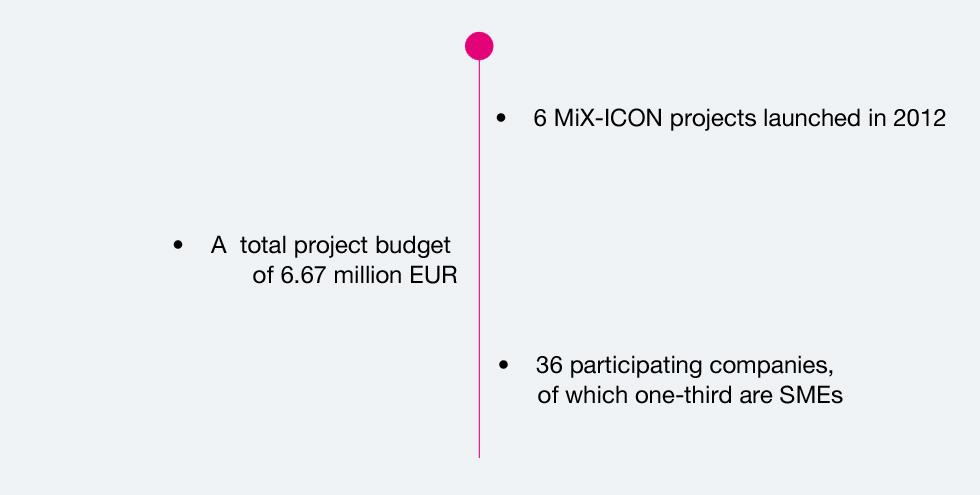 • 6 MiX-ICON projects launched in 2012
• A total project budget
of 6.67 million EUR
• 36 participating companies,
of which one-third are SMEs